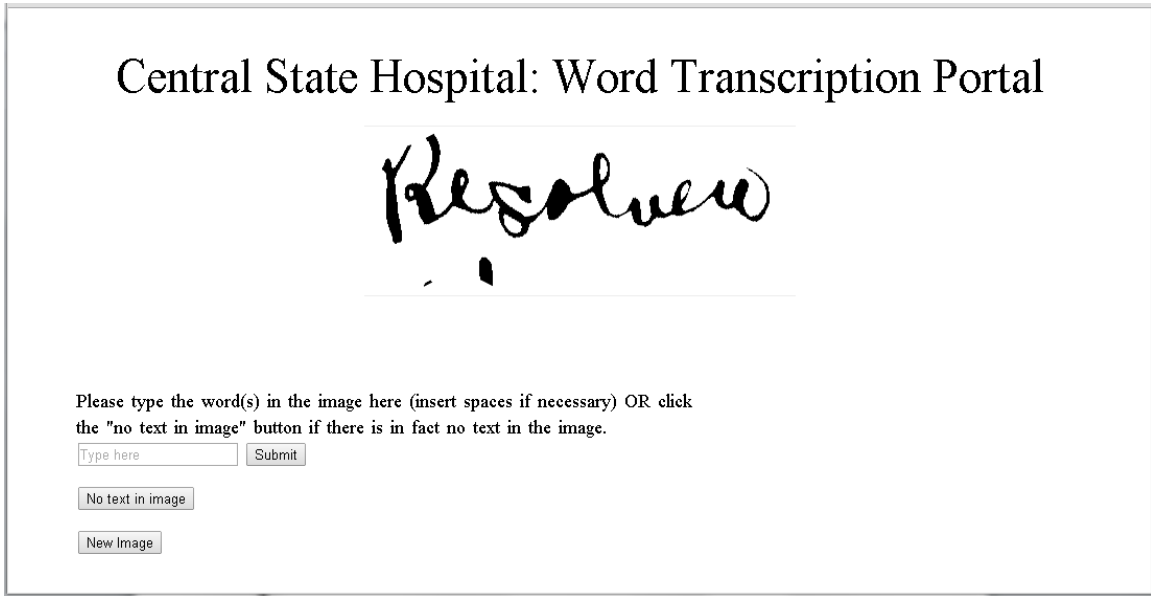 Central State Hospital: Word Transcription Portal
Resolved
Please type the word(s) in the image here (insert spaces if necessary) OR click
the "no text in image" button if there is in fact no text in the image.
Type here Submit
No text in image
New Image